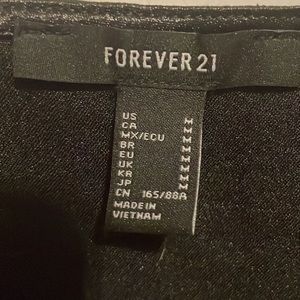 FOREVER 21
US M
CA M
MX/ECU M
BR M
EU M
UK M
KR M
JP M
CN 165/88A
MADE IN
VIETNAM